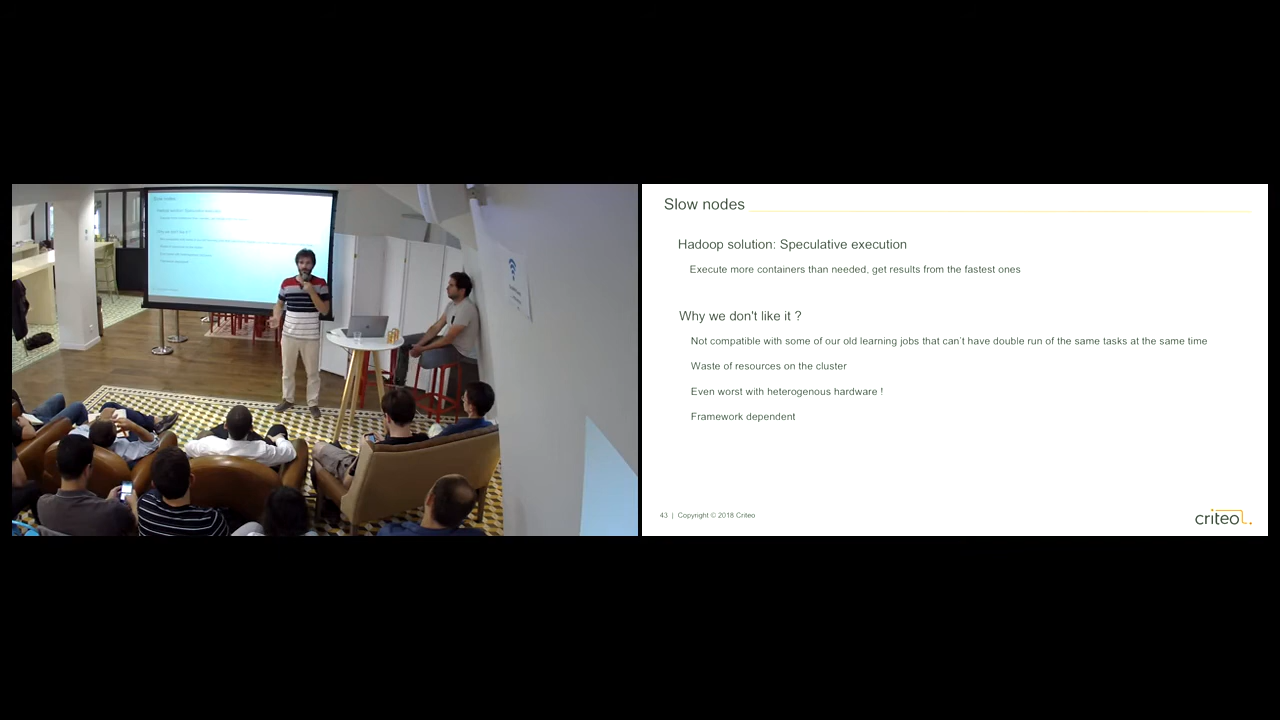 Slow nodes
Hadoop solution: Speculative execution
Execute more containers than needed, get results from the fastest ones
Why we don't like it ?
Not compatible with some of our old learning jobs that can't have double run of the same tasks at the same time
Waste of resources on the cluster
Even worst with heterogenous hardware !
Framework dependent
43 | Copyright © 2018 Criteo
criteo